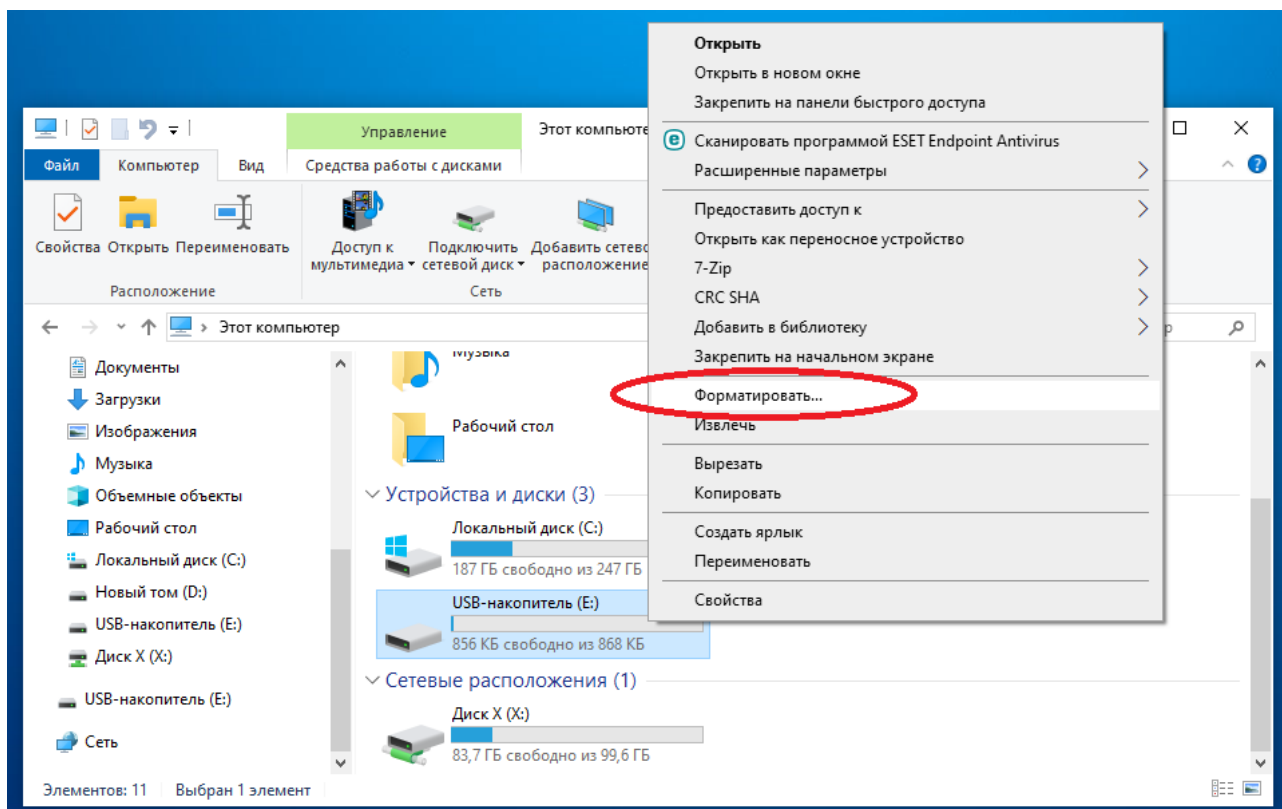 Управление
Этот компьюте
Файл
Компьютер
Вид
Средства работы с дисками
Свойства
Открыть
Переименовать
Доступ к
мультимедиа
Подключить
сетевой диск
Добавить сетево
расположение
Расположение
Сеть
Этот компьютер
р
Документы
Загрузки
Изображения
Музыка
Объемные объекты
Рабочий стол
Локальный диск (C:)
Новый том (D:)
USB-накопитель (E:)
Диск X (X:)
USB-накопитель (E:)
Сеть
Музыка
Рабочий стол
Устройства и диски (3)
Локальный диск (C:)
187 ГБ свободно из 247 ГБ
USB-накопитель (E:)
856 КБ свободно из 868 КБ
Сетевые расположения (1)
Диск X (X:)
83,7 ГБ свободно из 99,6 ГБ
Элементов: 11
Выбран 1 элемент
Открыть
Открыть в новом окне
Закрепить на панели быстрого доступа
Сканировать программой ESET Endpoint Antivirus
Расширенные параметры
Предоставить доступ к
Открыть как переносное устройство
7-Zip
CRC SHA
Добавить в библиотеку
Закрепить на начальном экране
Форматировать...
Извлечь
Вырезать
Копировать
Создать ярлык
Переименовать
Свойства